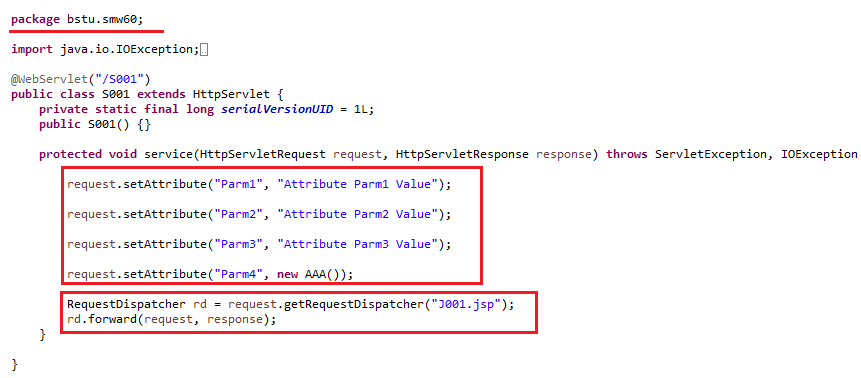 package bstu.smw60;
import java.io.IOException;
@WebServlet("/S001")
public class S001 extends HttpServlet {
private static final long serialVersionUID = 1L;
public S001() {}
protected void service(HttpServletRequest request, HttpServletResponse response) throws ServletException, IOException
request.setAttribute("Parm1", "Attribute Parm1 Value");
request.setAttribute("Parm2", "Attribute Parm2 Value");
request.setAttribute("Parm3", "Attribute Parm3 Value");
request.setAttribute("Parm4", new AAA());
RequestDispatcher rd = request.getRequestDispatcher("J001.jsp");
rd.forward(request, response);
}
}